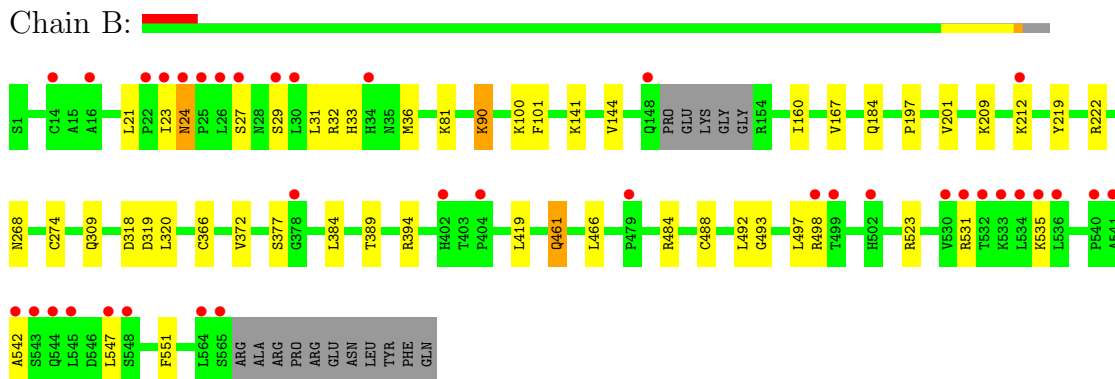 Chain B:
S1 C14 A15 A16 L21 P22 I23 N24 P25 L26 S27 N28 S29 L30 L31 R32 H33 H34 N35 M36 K81 K90 K100 F101 K141 V144 Q148 PRO GLU LYS GLY GLY R154 I160 V167 Q184 P197 V201 K209 K212 Y219 R222
N268 C274 Q309 D318 D319 L320 C366 V372 S377 G378 L384 T389 R394 H402 T403 P404 L419 Q461 L466 P479 R484 C488 L492 G493 L497 R498 T499 H502 R523 V530 R531 T532 K533 L534 K535 L536 P540 A541
A542 S543 Q544 L545 D546 L547 S548 F551 L564 S565 ARG ALA ARG PRO ARG GLU ASN LEU TYR PHE GLN